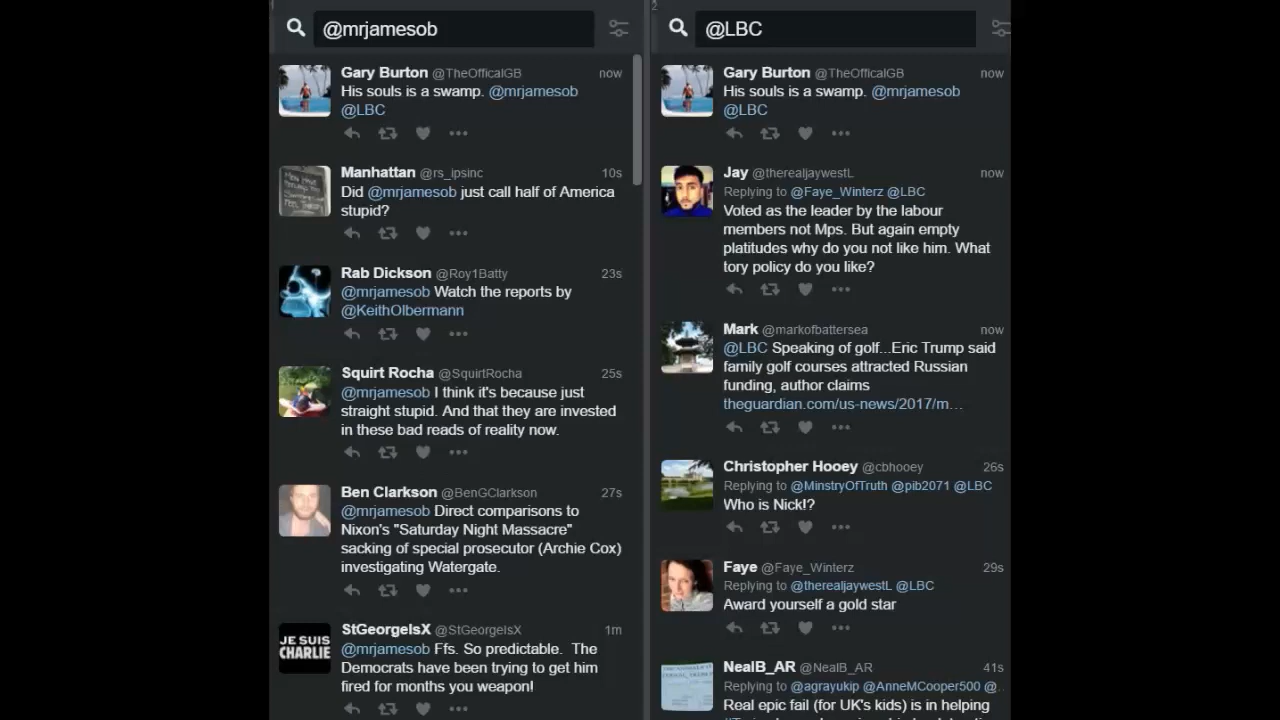 1
@mrjamesob
Gary Burton @TheOfficalGB now
His souls is a swamp. @mrjamesob
@LBC
Manhattan @rs_ipsinc 10s
Did @mrjamesob just call half of America
stupid?
Rab Dickson @Roy1Batty 23s
@mrjamesob Watch the reports by
@KeithOlbermann
Squirt Rocha @SquirtRocha 25s
@mrjamesob I think it's because just
straight stupid. And that they are invested
in these bad reads of reality now.
Ben Clarkson @BenGClarkson 27s
@mrjamesob Direct comparisons to
Nixon's "Saturday Night Massacre"
sacking of special prosecutor (Archie Cox)
investigating Watergate.
JE SUIS
CHARLIE
StGeorgeIsX @StGeorgeIsX 1m
@mrjamesob Ffs. So predictable. The
Democrats have been trying to get him
fired for months you weapon!
2
@LBC
Gary Burton @TheOfficalGB now
His souls is a swamp. @mrjamesob
@LBC
Jay @therealjaywestL now
Replying to @Faye_Winterz @LBC
Voted as the leader by the labour
members not Mps. But again empty
platitudes why do you not like him. What
tory policy do you like?
Mark @markofbattersea now
@LBC Speaking of golf...Eric Trump said
family golf courses attracted Russian
funding, author claims
theguardian.com/us-news/2017/m…
Christopher Hooey @cbhooey 26s
Replying to @MinstryOfTruth @pib2071 @LBC
Who is Nick!?
Faye @Faye_Winterz 29s
Replying to @therealjaywestL @LBC
Award yourself a gold star
NealB_AR @NealB_AR 41s
Replying to @agrayukip @AnneMCooper500 @…
Real epic fail (for UK's kids) is in helping